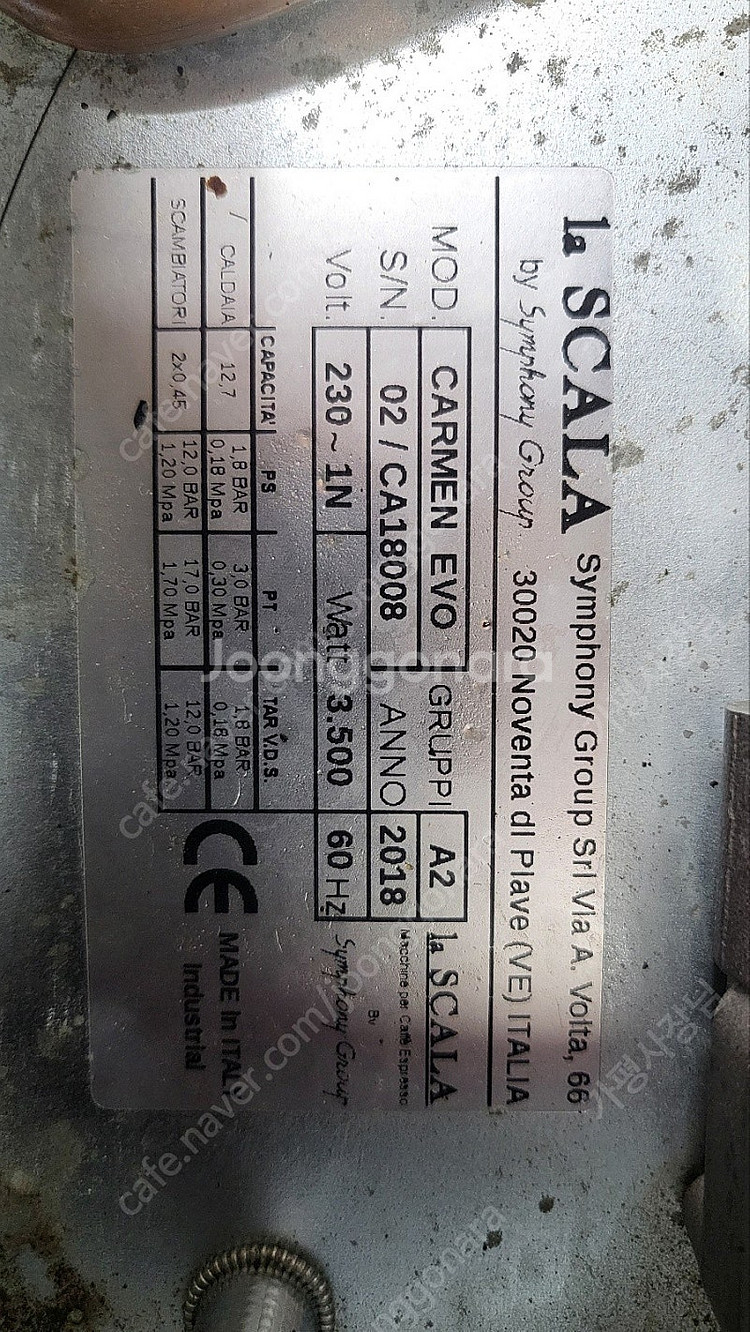 la SCALA Symphony Group Srl Via A. Volta, 66
by Symphony Group. 30020 Noventa di Piave (VE) ITALIA
MOD. CARMEN EVO GRUPPI A2 la SCALA
Macchine per Caffè Espresso
S/N. 02 / CA18008 ANNO 2018
By
Volt. 230 ~ 1N Watt 3.500 60 Hz Symphony Group
CAPACITA' PS PT TAR V.D.S.
/ CALDAIA 12,7 1,8 BAR 3,0 BAR 1,8 BAR
0,18 Mpa 0,30 Mpa 0,18 Mpa
SCAMBIATORI 2x0,45 12,0 BAR 17,0 BAR 12,0 BAR
1,20 Mpa 1,70 Mpa 1,20 Mpa
CE MADE In ITALY
Industrial
Joonggonara
cafe.naver.com/joonggonara
가평사장님